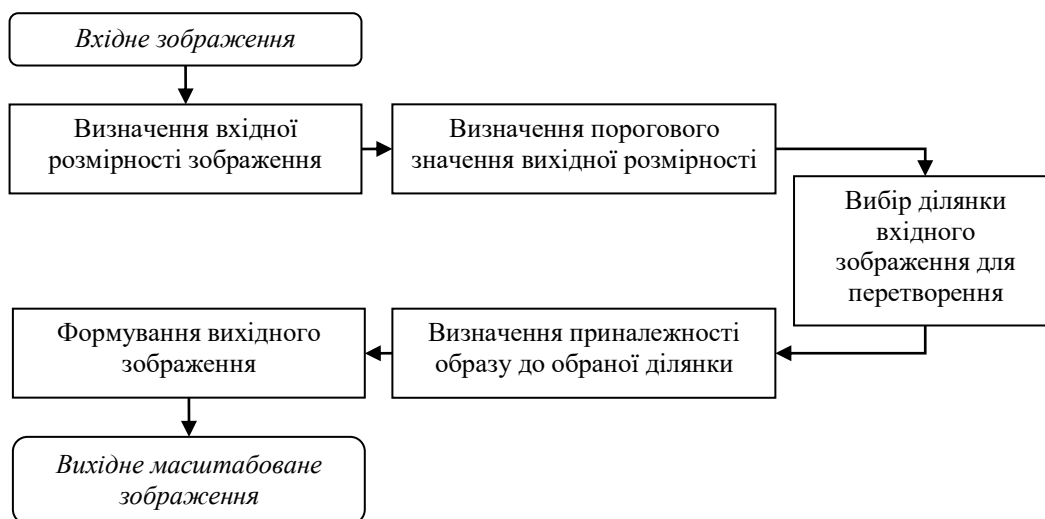 Вхідне зображення
Визначення вхідної
розмірності зображення
Визначення порогового
значення вихідної розмірності
Вибір ділянки
вхідного
зображення для
перетворення
Визначення приналежності
образу до обраної ділянки
Формування вихідного
зображення
Вихідне масштабоване
зображення